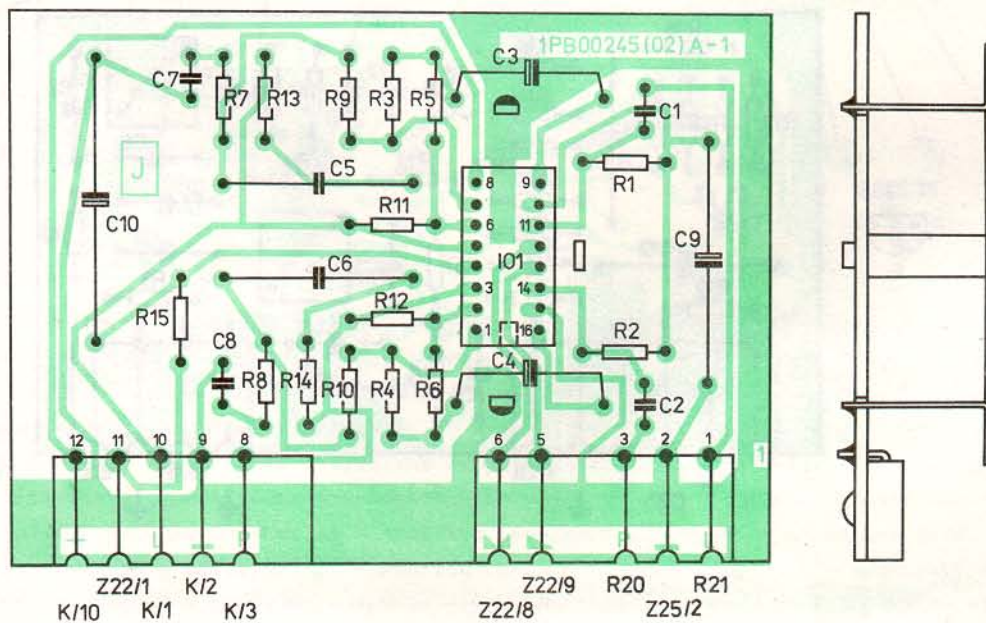 1PB00245(02)A-1
C3
C7
R7 R13 R9 R3 R5
C1
J
C5
8 9
R1
C10
R11
6 11
C9
C6
IO1
3 14
R12
R15
1 16
R2
C8
R8 R14 R10 R4 R6
C4
C2
12 11 10 9 8
6 5 3 2 1
1
L P
P L
Z22/1 K/2
Z22/9 R20 R21
K/10 K/1 K/3
Z22/8 Z25/2